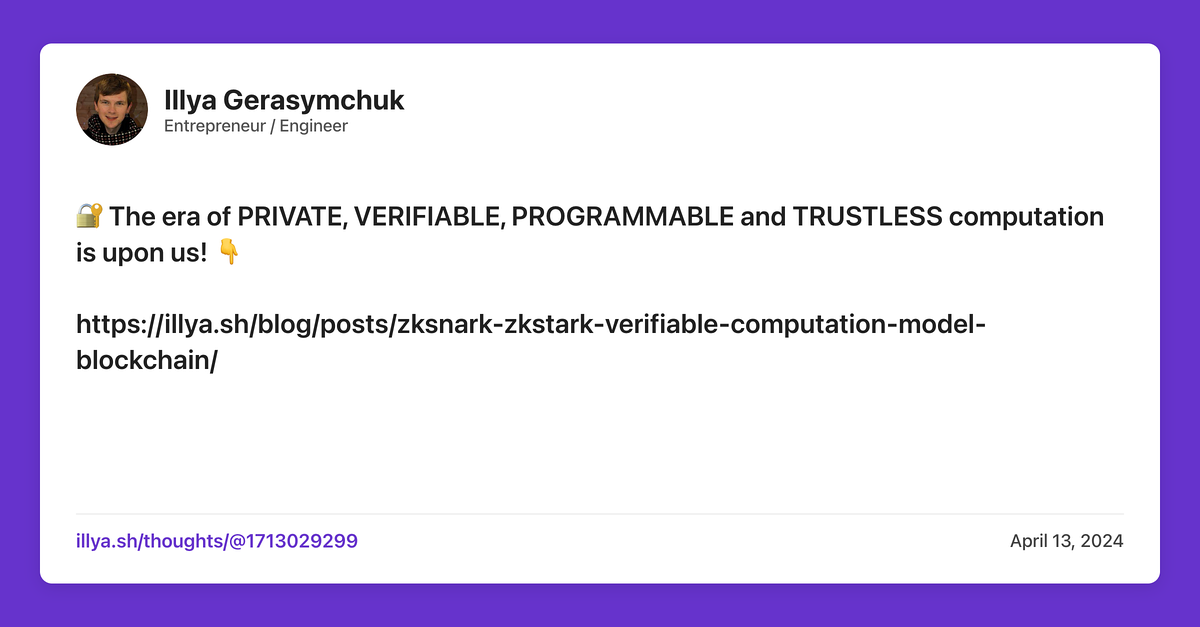 Illya Gerasymchuk
Entrepreneur / Engineer
🔐 The era of PRIVATE, VERIFIABLE, PROGRAMMABLE and TRUSTLESS computation
is upon us! 👇
https://illya.sh/blog/posts/zksnark-zkstark-verifiable-computation-model-
blockchain/
illya.sh/thoughts/@1713029299
April 13, 2024